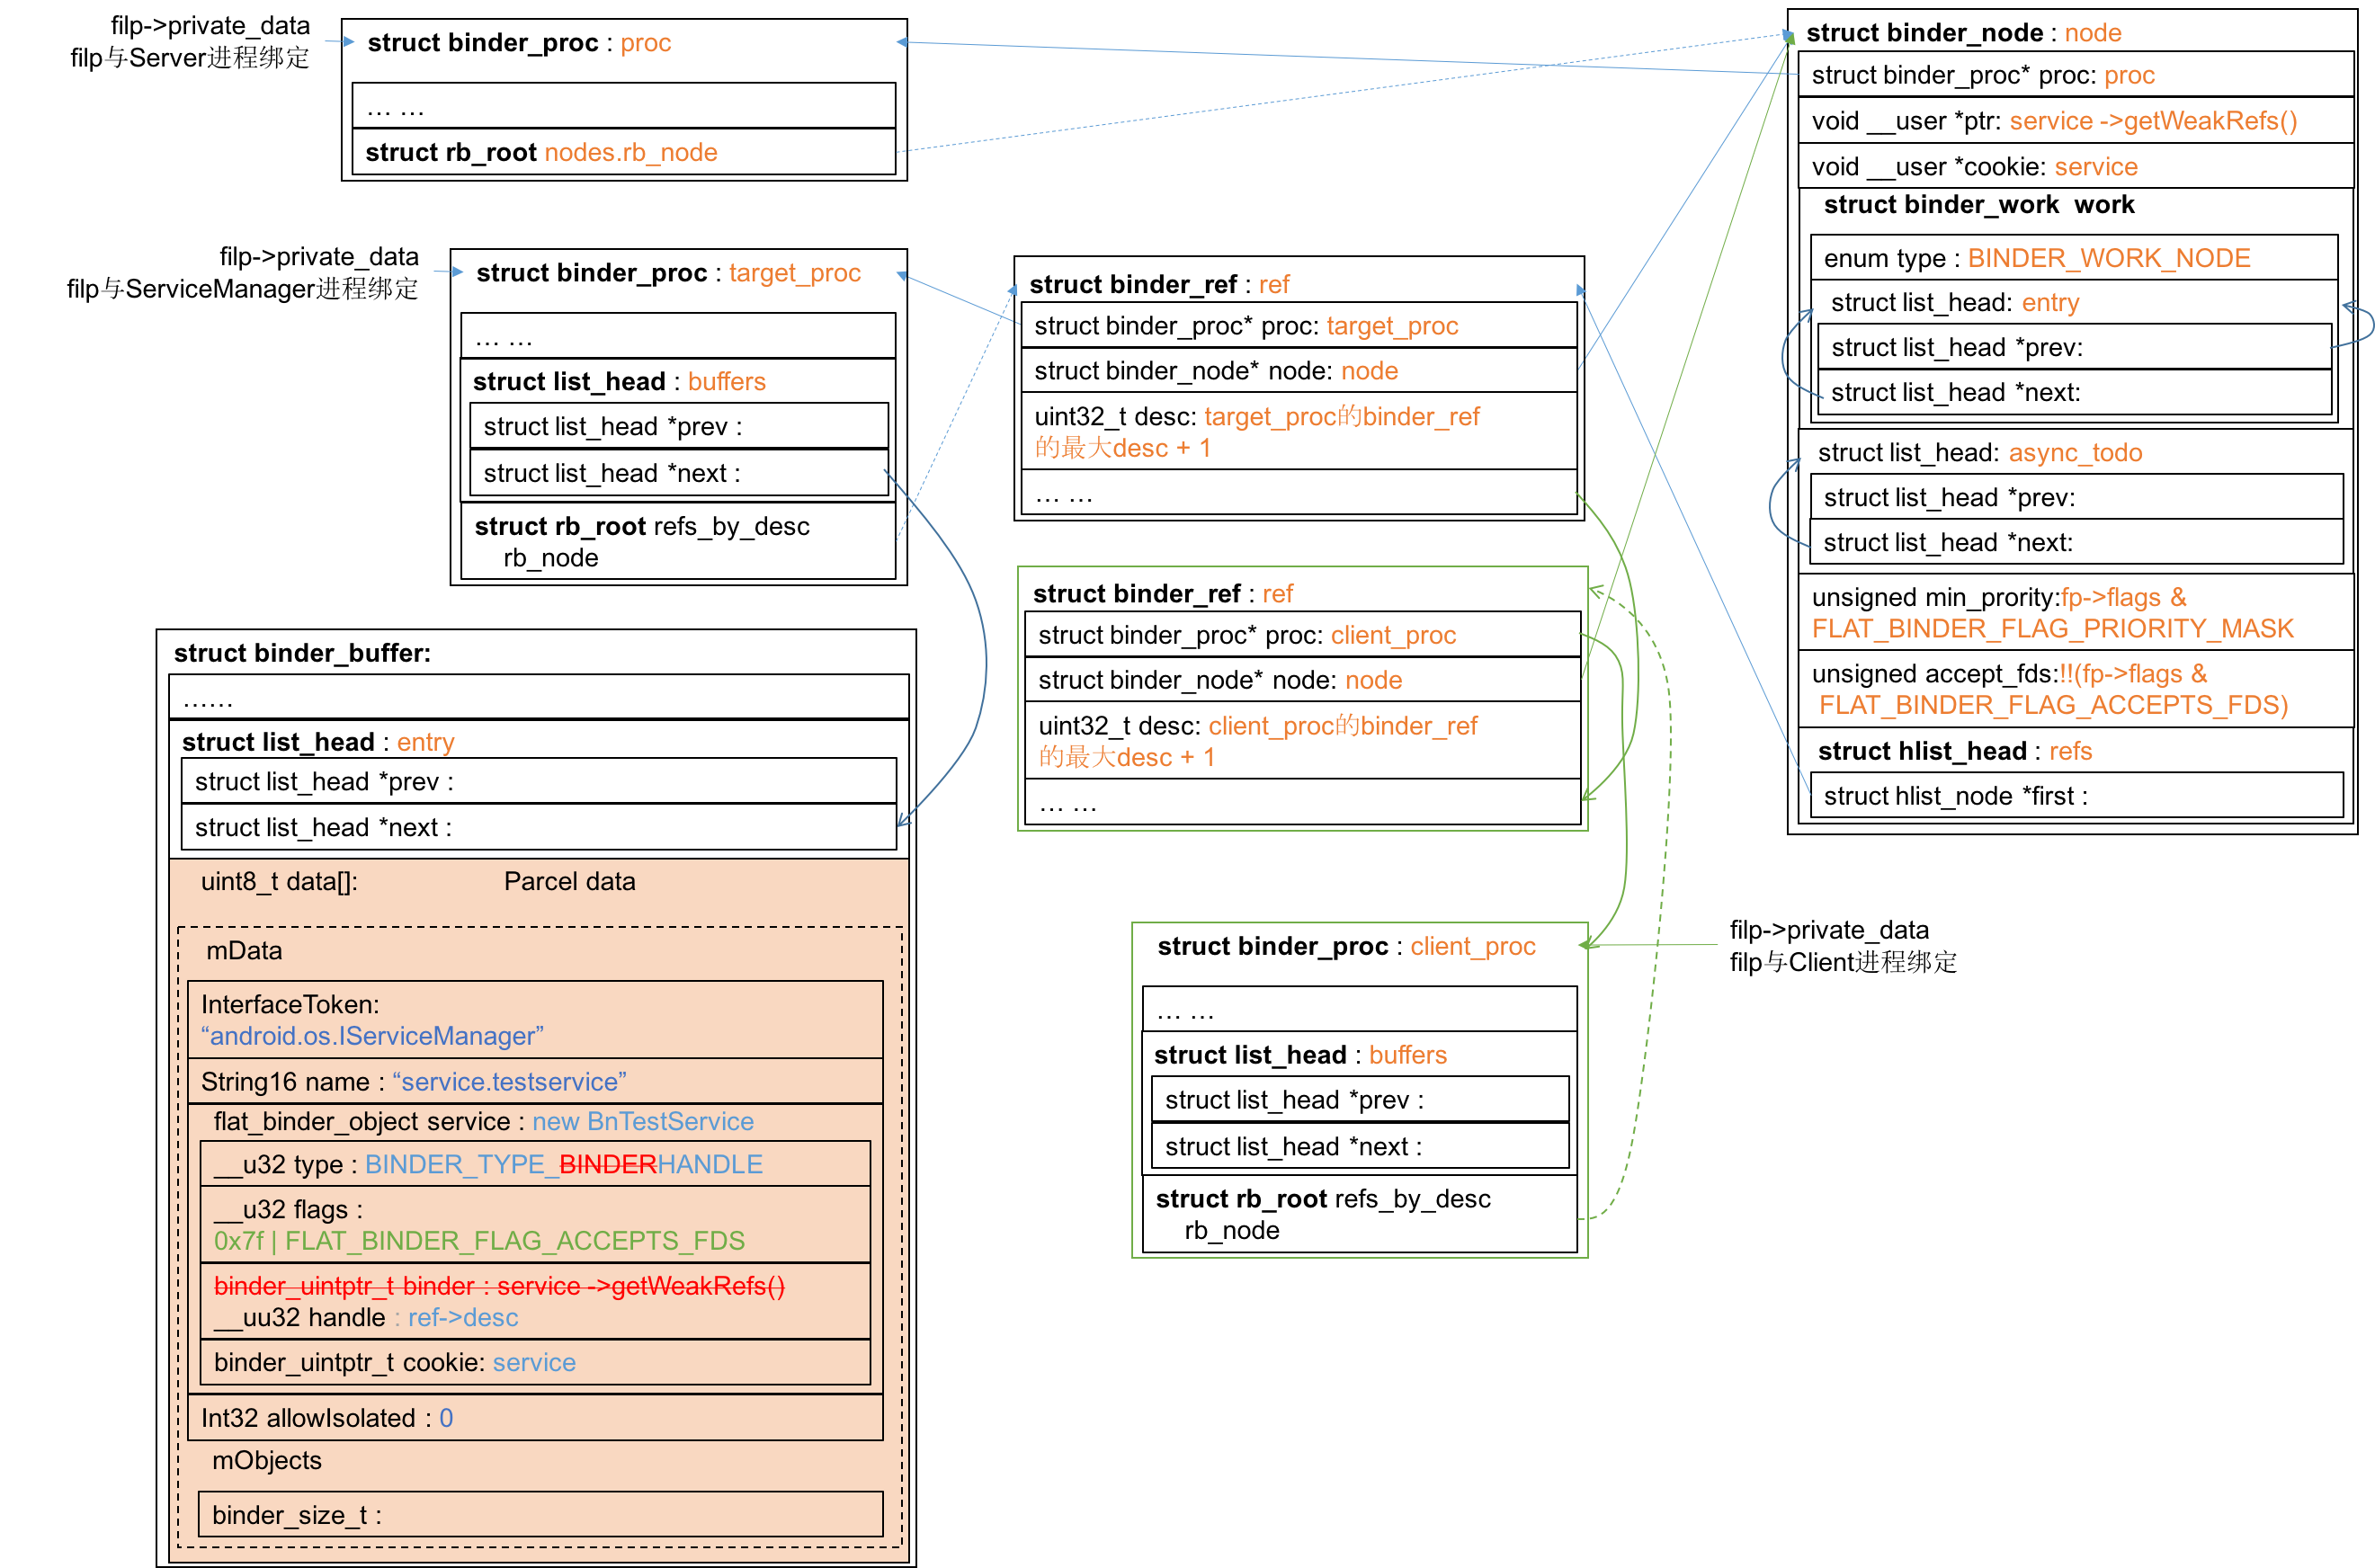 filp->private_data
filp与Server进程绑定
struct binder_proc : proc
… …
struct rb_root nodes.rb_node
filp->private_data
filp与ServiceManager进程绑定
struct binder_proc : target_proc
… …
struct list_head : buffers
struct list_head *prev :
struct list_head *next :
struct rb_root refs_by_desc
rb_node
struct binder_ref : ref
struct binder_proc* proc: target_proc
struct binder_node* node: node
uint32_t desc: target_proc的binder_ref
的最大desc + 1
… …
struct binder_ref : ref
struct binder_proc* proc: client_proc
struct binder_node* node: node
uint32_t desc: client_proc的binder_ref
的最大desc + 1
… …
struct binder_node : node
struct binder_proc* proc: proc
void __user *ptr: service ->getWeakRefs()
void __user *cookie: service
struct binder_work work
enum type : BINDER_WORK_NODE
struct list_head: entry
struct list_head *prev:
struct list_head *next:
struct list_head: async_todo
struct list_head *prev:
struct list_head *next:
unsigned min_prority:fp->flags &
FLAT_BINDER_FLAG_PRIORITY_MASK
unsigned accept_fds:!!(fp->flags &
FLAT_BINDER_FLAG_ACCEPTS_FDS)
struct hlist_head : refs
struct hlist_node *first :
struct binder_buffer:
……
struct list_head : entry
struct list_head *prev :
struct list_head *next :
uint8_t data[]: Parcel data
mData
InterfaceToken:
“android.os.IServiceManager”
String16 name : “service.testservice”
flat_binder_object service : new BnTestService
__u32 type : BINDER_TYPE_BINDERHANDLE
__u32 flags :
0x7f | FLAT_BINDER_FLAG_ACCEPTS_FDS
binder_uintptr_t binder : service ->getWeakRefs()
__uu32 handle : ref->desc
binder_uintptr_t cookie: service
Int32 allowIsolated : 0
mObjects
binder_size_t :
struct binder_proc : client_proc
… …
struct list_head : buffers
struct list_head *prev :
struct list_head *next :
struct rb_root refs_by_desc
rb_node
filp->private_data
filp与Client进程绑定